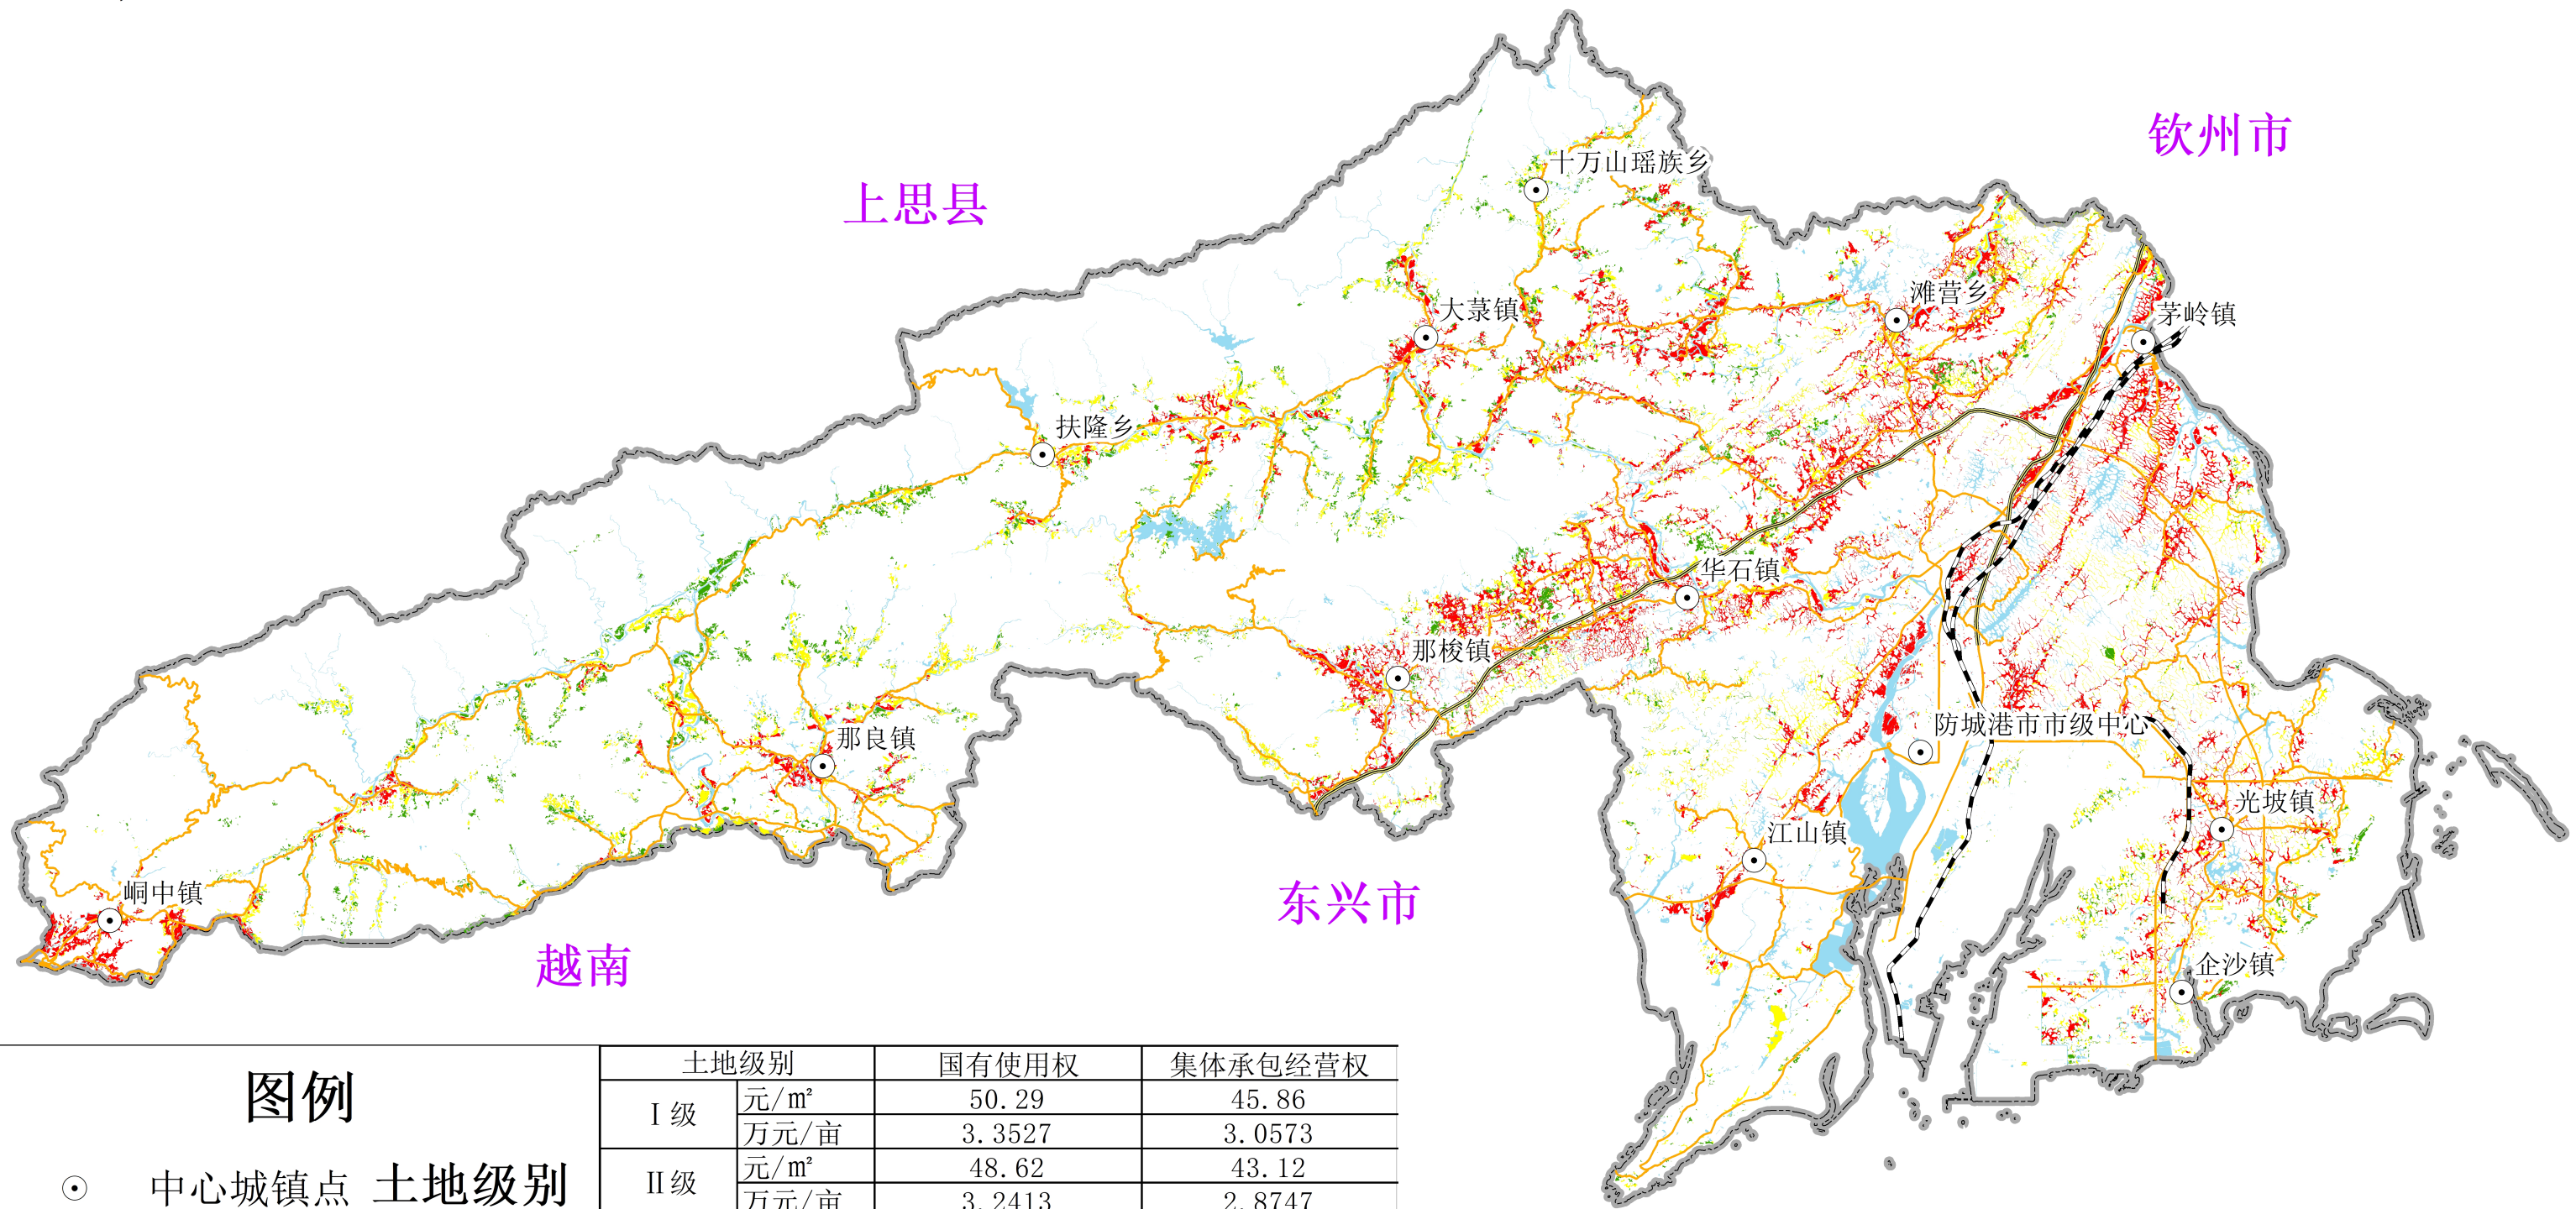 钦州市
十万山瑶族乡
上思县
滩营乡
大菉镇
茅岭镇
扶隆乡
华石镇
那梭镇
防城港市市级中心
那良镇
光坡镇
江山镇
峒中镇
东兴市
越南
企沙镇
图例
中心城镇点 土地级别
土地级别 国有使用权 集体承包经营权
Ⅰ级 元/㎡ 50.29 45.86
万元/亩 3.3527 3.0573
Ⅱ级 元/㎡ 48.62 43.12
万元/亩 3.2413 2.8747